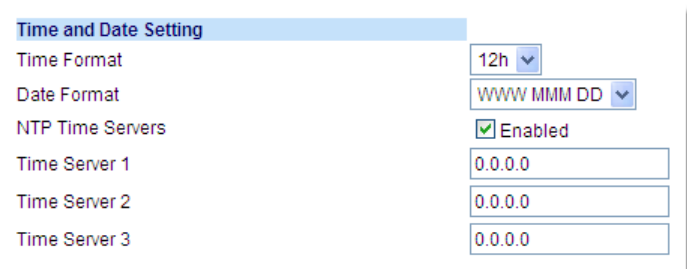 Time and Date Setting
Time Format 12h
Date Format WWW MMM DD
NTP Time Servers Enabled
Time Server 1 0.0.0.0
Time Server 2 0.0.0.0
Time Server 3 0.0.0.0